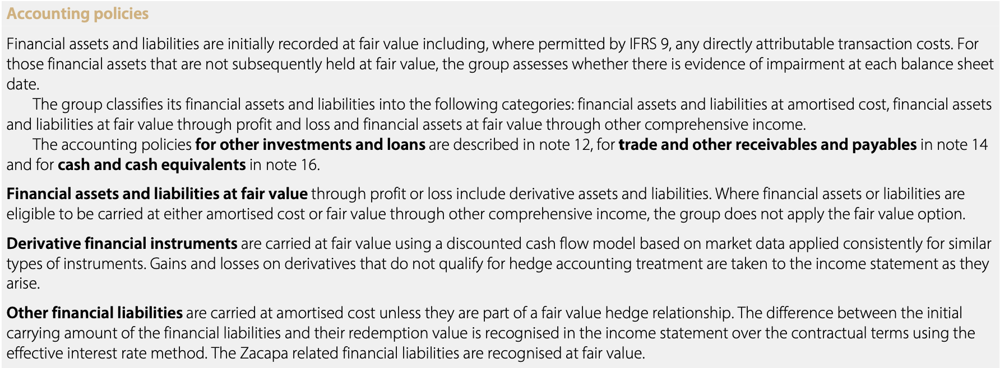 Accounting policies
Financial assets and liabilities are initially recorded at fair value including, where permitted by IFRS 9, any directly attributable transaction costs. For
those financial assets that are not subsequently held at fair value, the group assesses whether there is evidence of impairment at each balance sheet
date.
The group classifies its financial assets and liabilities into the following categories: financial assets and liabilities at amortised cost, financial assets
and liabilities at fair value through profit and loss and financial assets at fair value through other comprehensive income.
The accounting policies for other investments and loans are described in note 12, for trade and other receivables and payables in note 14
and for cash and cash equivalents in note 16.
Financial assets and liabilities at fair value through profit or loss include derivative assets and liabilities. Where financial assets or liabilities are
eligible to be carried at either amortised cost or fair value through other comprehensive income, the group does not apply the fair value option.
Derivative financial instruments are carried at fair value using a discounted cash flow model based on market data applied consistently for similar
types of instruments. Gains and losses on derivatives that do not qualify for hedge accounting treatment are taken to the income statement as they
arise.
Other financial liabilities are carried at amortised cost unless they are part of a fair value hedge relationship. The difference between the initial
carrying amount of the financial liabilities and their redemption value is recognised in the income statement over the contractual terms using the
effective interest rate method. The Zacapa related financial liabilities are recognised at fair value.